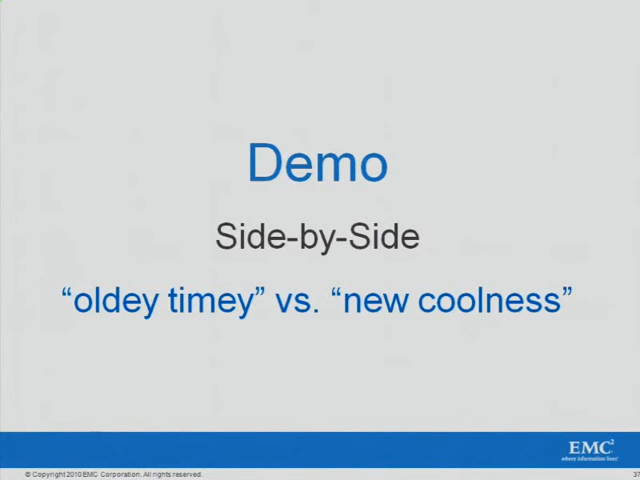 Demo
Side-by-Side
“oldey timey” vs. “new coolness”
EMC²
where information lives®
© Copyright 2010 EMC Corporation. All rights reserved.
37